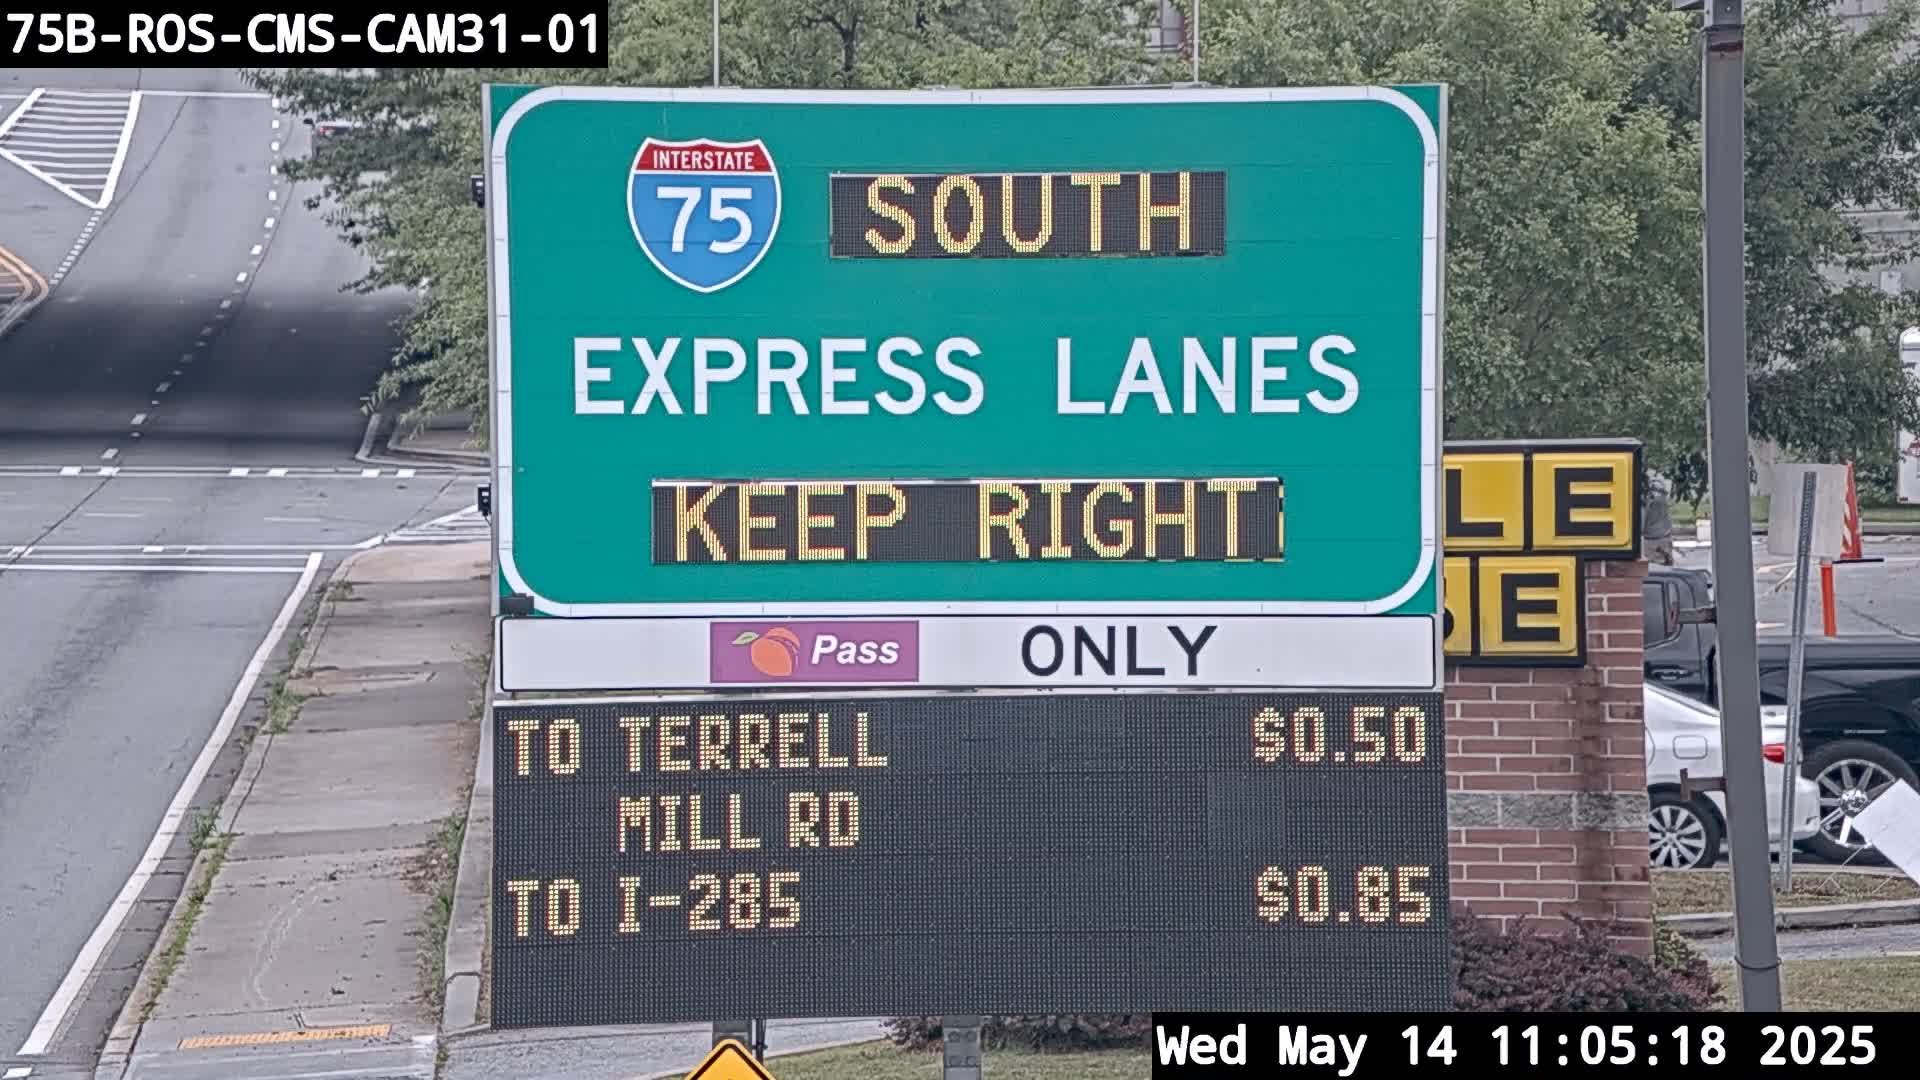 75B-ROS-CMS-CAM31-01
INTERSTATE
75
SOUTH
EXPRESS LANES
KEEP RIGHT
Pass ONLY
TO TERRELL $0.50
MILL RD
TO I-285 $0.85
LE
E
Wed May 14 11:05:18 2025